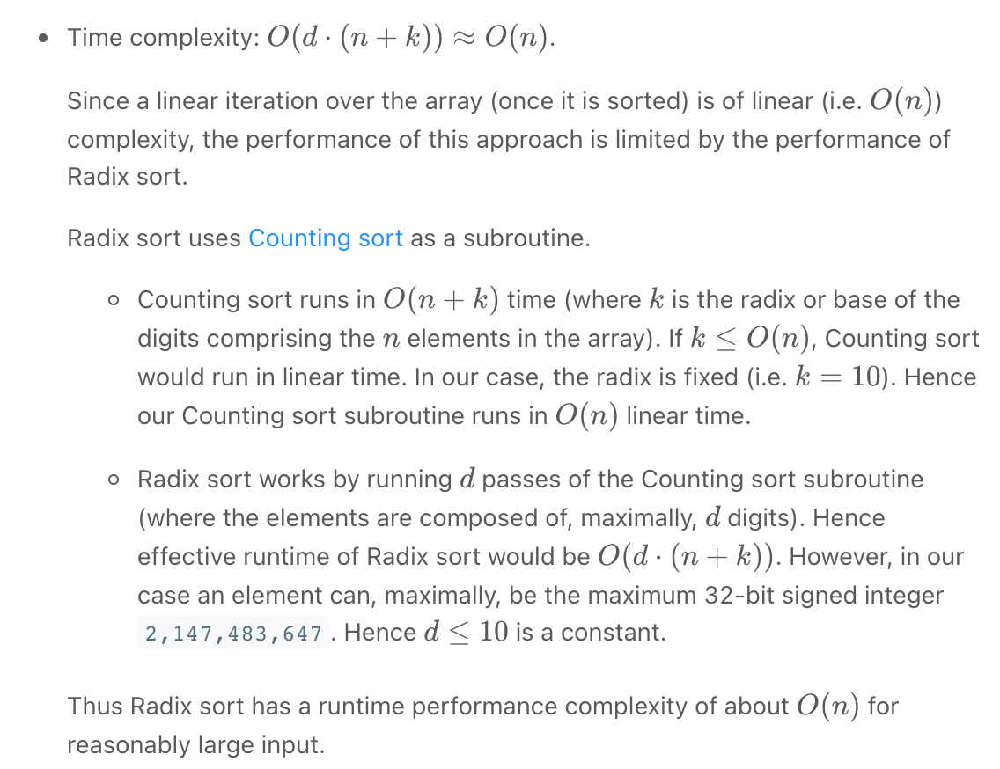 • Time complexity: O(d · (n + k)) ≈ O(n).
Since a linear iteration over the array (once it is sorted) is of linear (i.e. O(n))
complexity, the performance of this approach is limited by the performance of
Radix sort.
Radix sort uses Counting sort as a subroutine.
◦ Counting sort runs in O(n + k) time (where k is the radix or base of the
digits comprising the n elements in the array). If k ≤ O(n), Counting sort
would run in linear time. In our case, the radix is fixed (i.e. k = 10). Hence
our Counting sort subroutine runs in O(n) linear time.
◦ Radix sort works by running d passes of the Counting sort subroutine
(where the elements are composed of, maximally, d digits). Hence
effective runtime of Radix sort would be O(d · (n + k)). However, in our
case an element can, maximally, be the maximum 32-bit signed integer
2,147,483,647. Hence d ≤ 10 is a constant.
Thus Radix sort has a runtime performance complexity of about O(n) for
reasonably large input.